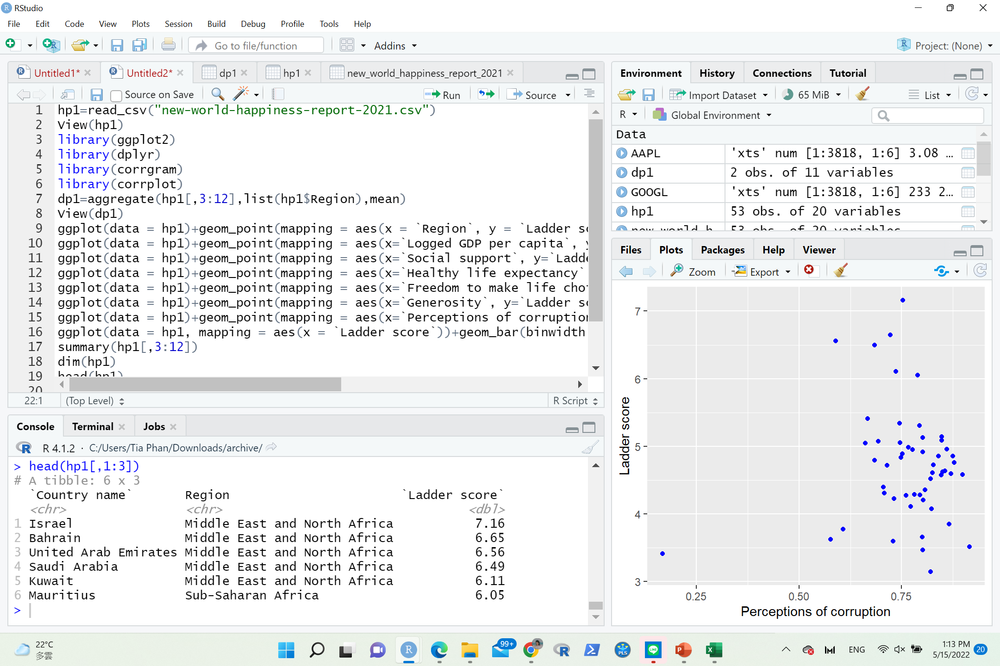 RStudio
File Edit Code View Plots Session Build Debug Profile Tools Help
Go to file/function Addins Project: (None)
Untitled1* Untitled2* dp1 hp1 new_world_happiness_report_2021
Source on Save Run Source
1 hp1=read_csv("new-world-happiness-report-2021.csv")
2 View(hp1)
3 library(ggplot2)
4 library(dplyr)
5 library(corrgram)
6 library(corrplot)
7 dp1=aggregate(hp1[,3:12],list(hp1$Region),mean)
8 View(dp1)
9 ggplot(data = hp1)+geom_point(mapping = aes(x = `Region`, y = `Ladder sc
10 ggplot(data = hp1)+geom_point(mapping = aes(x=`Logged GDP per capita`, y
11 ggplot(data = hp1)+geom_point(mapping = aes(x=`Social support`, y=`Ladde
12 ggplot(data = hp1)+geom_point(mapping = aes(x=`Healthy life expectancy`
13 ggplot(data = hp1)+geom_point(mapping = aes(x=`Freedom to make life choi
14 ggplot(data = hp1)+geom_point(mapping = aes(x=`Generosity`, y=`Ladder sc
15 ggplot(data = hp1)+geom_point(mapping = aes(x=`Perceptions of corruption
16 ggplot(data = hp1, mapping = aes(x = `Ladder score`))+geom_bar(binwidth
17 summary(hp1[,3:12])
18 dim(hp1)
19 head(hp1)
20
22:1 (Top Level) R Script
Console Terminal Jobs
R 4.1.2 · C:/Users/Tia Phan/Downloads/archive/
> head(hp1[,1:3])
# A tibble: 6 x 3
`Country name` Region `Ladder score`
<chr> <chr> <dbl>
1 Israel Middle East and North Africa 7.16
2 Bahrain Middle East and North Africa 6.65
3 United Arab Emirates Middle East and North Africa 6.56
4 Saudi Arabia Middle East and North Africa 6.49
5 Kuwait Middle East and North Africa 6.11
6 Mauritius Sub-Saharan Africa 6.05
>
Environment History Connections Tutorial
Import Dataset 65 MiB List
R Global Environment
Data
AAPL 'xts' num [1:3818, 1:6] 3.08 ...
dp1 2 obs. of 11 variables
GOOGL 'xts' num [1:3818, 1:6] 233 2...
hp1 53 obs. of 20 variables
new_world_h 53 obs. of 20 variables
Files Plots Packages Help Viewer
Zoom Export
7
6
5
4
3
Ladder score
0.25 0.50 0.75
Perceptions of corruption
22°C
多雲
99+
PLS
LINE
ENG
1:13 PM
5/15/2022
20